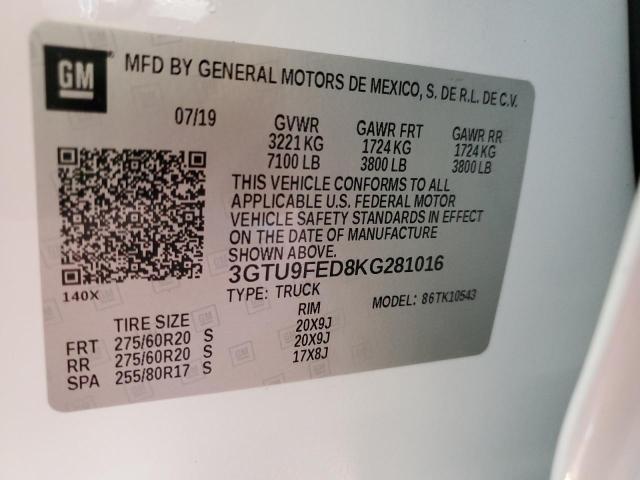 GM
MFD BY GENERAL MOTORS DE MEXICO, S. DE R.L. DE C.V.
07/19 GVWR GAWR FRT GAWR RR
3221 KG 1724 KG 1724 KG
7100 LB 3800 LB 3800 LB
THIS VEHICLE CONFORMS TO ALL
APPLICABLE U.S. FEDERAL MOTOR
VEHICLE SAFETY STANDARDS IN EFFECT
ON THE DATE OF MANUFACTURE
SHOWN ABOVE.
3GTU9FED8KG281016
140X TYPE: TRUCK MODEL: 86TK10543
TIRE SIZE RIM
FRT 275/60R20 S 20X9J
RR 275/60R20 S 20X9J
SPA 255/80R17 S 17X8J